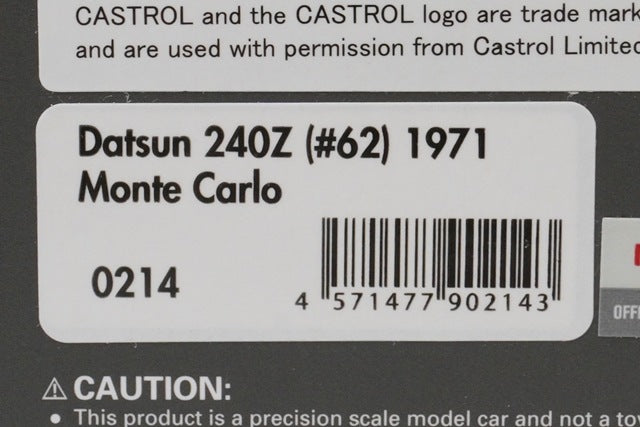 CASTROL and the CASTROL logo are trade mark
and are used with permission from Castrol Limited
Datsun 240Z (#62) 1971
Monte Carlo
0214
4 571477 902143
⚠ CAUTION:
• This product is a precision scale model car and not a toy